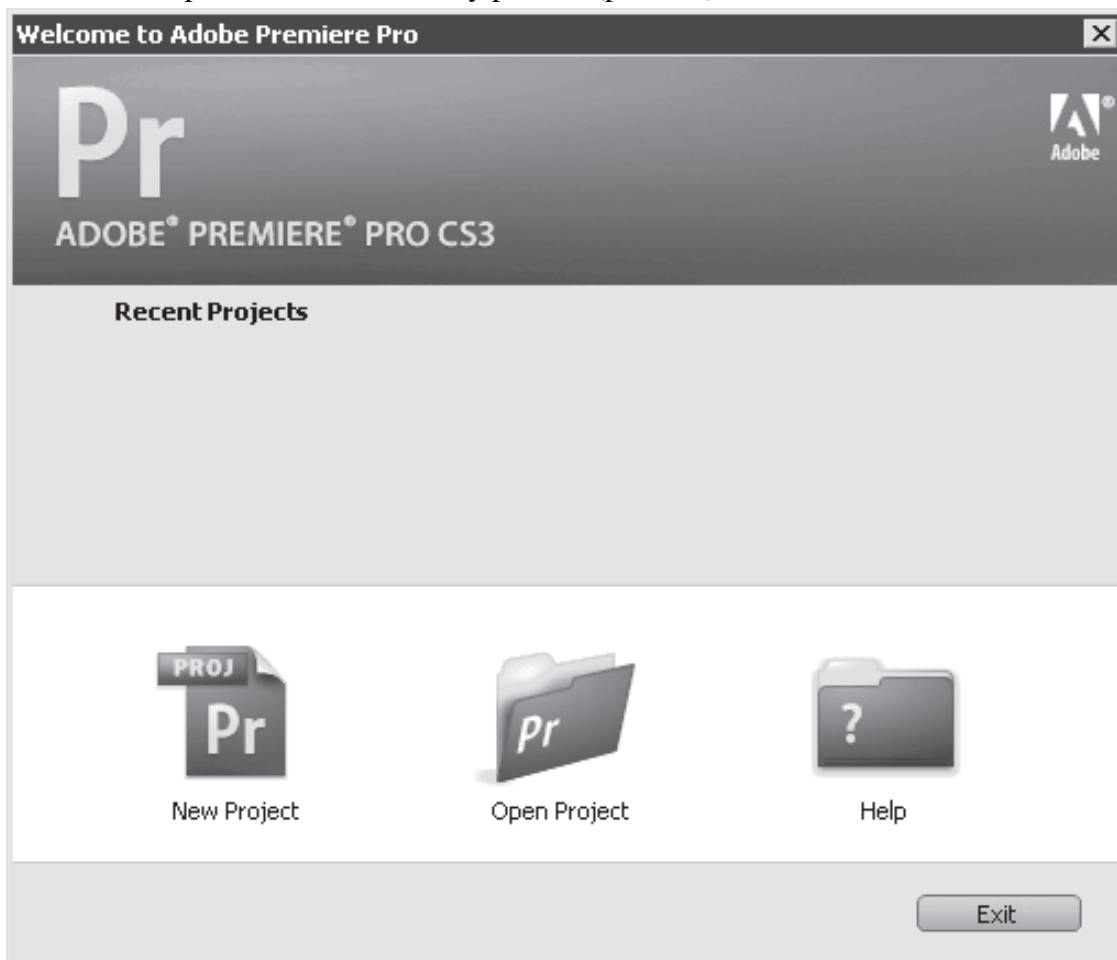 Welcome to Adobe Premiere Pro
Pr
Adobe
ADOBE® PREMIERE® PRO CS3
Recent Projects
PROJ
Pr
Pr
?
New Project
Open Project
Help
Exit